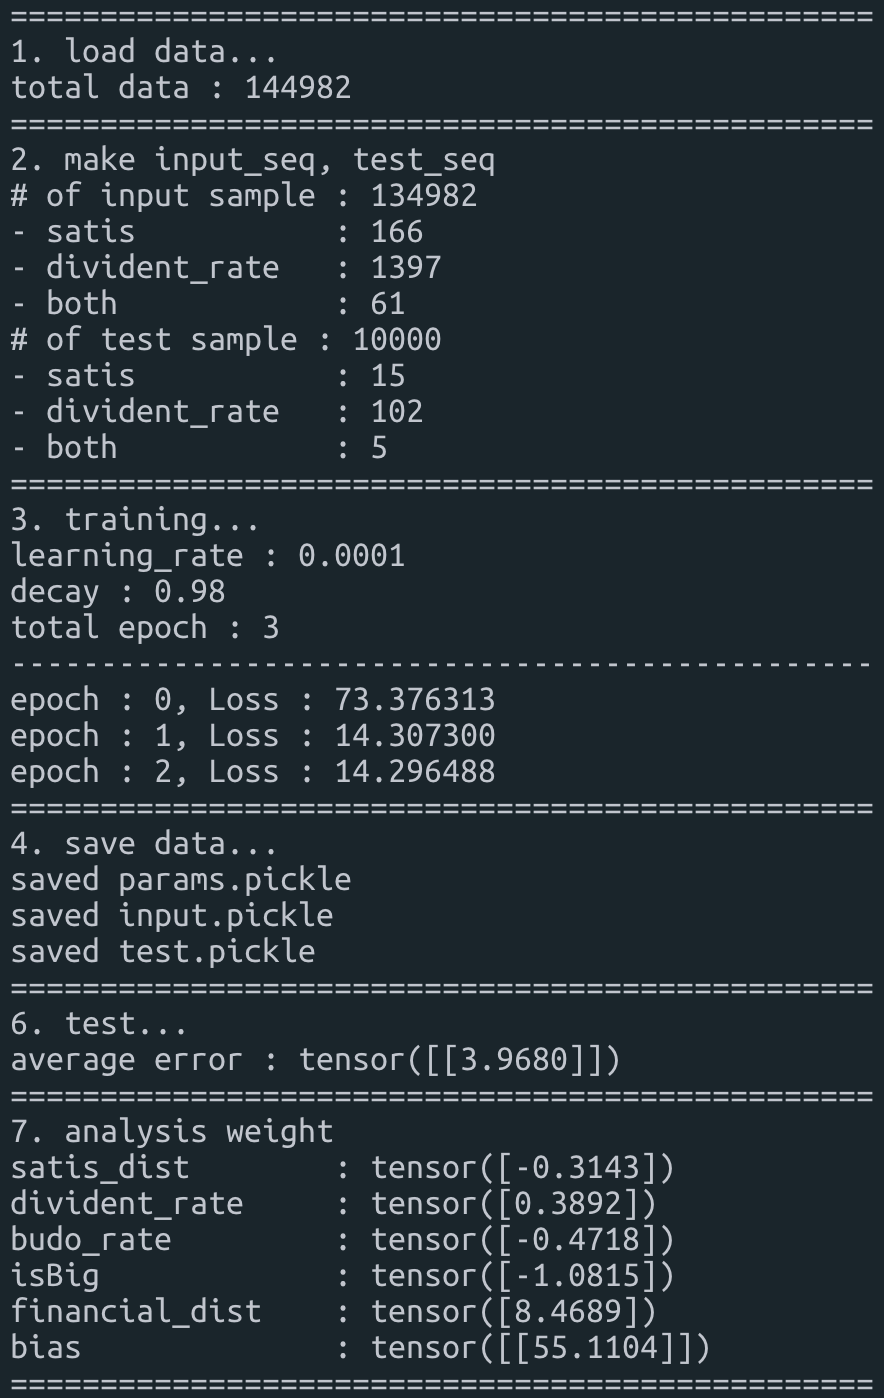 ================================================
1. load data...
total data : 144982
================================================
2. make input_seq, test_seq
# of input sample : 134982
- satis           : 166
- divident_rate   : 1397
- both            : 61
# of test sample : 10000
- satis           : 15
- divident_rate   : 102
- both            : 5
================================================
3. training...
learning_rate : 0.0001
decay : 0.98
total epoch : 3
------------------------------------------------
epoch : 0, Loss : 73.376313
epoch : 1, Loss : 14.307300
epoch : 2, Loss : 14.296488
================================================
4. save data...
saved params.pickle
saved input.pickle
saved test.pickle
================================================
6. test...
average error : tensor([[3.9680]])
================================================
7. analysis weight
satis_dist        : tensor([-0.3143])
divident_rate     : tensor([0.3892])
budo_rate         : tensor([-0.4718])
isBig             : tensor([-1.0815])
financial_dist    : tensor([8.4689])
bias              : tensor([[55.1104]])
================================================